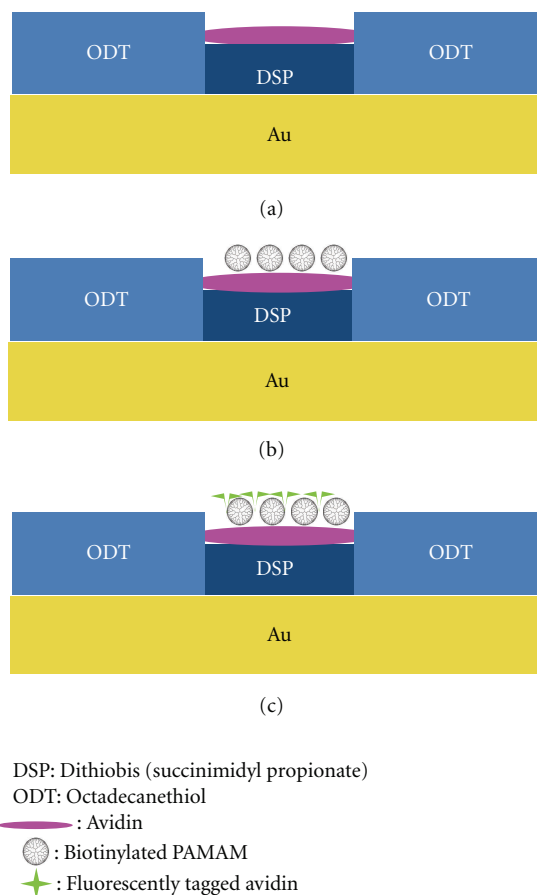 ODT
DSP
ODT
Au
(a)
ODT
DSP
ODT
Au
(b)
ODT
DSP
ODT
Au
(c)
DSP: Dithiobis (succinimidyl propionate)
ODT: Octadecanethiol
: Avidin
: Biotinylated PAMAM
: Fluorescently tagged avidin